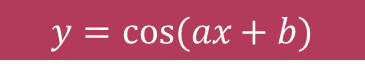 y = cos(ax + b)